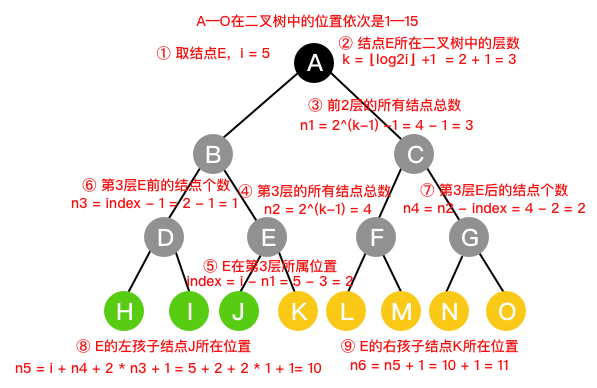 A—O在二叉树中的位置依次是1—15
① 取结点E，i = 5
② 结点E所在二叉树中的层数
k = ⌊log2i⌋ +1 = 2 + 1 = 3
A
③ 前2层的所有结点总数
n1 = 2^(k-1) -1 = 4 - 1 = 3
B
C
⑥ 第3层E前的结点个数
n3 = index - 1 = 2 - 1 = 1
④ 第3层的所有结点总数
n2 = 2^(k-1) = 4
⑦ 第3层E后的结点个数
n4 = n2 - index = 4 - 2 = 2
D
E
F
G
⑤ E在第3层所属位置
index = i - n1 = 5 - 3 = 2
H
I
J
K
L
M
N
O
⑧ E的左孩子结点J所在位置
n5 = i + n4 + 2 * n3 + 1 = 5 + 2 + 2 * 1 + 1= 10
⑨ E的右孩子结点K所在位置
n6 = n5 + 1 = 10 + 1 = 11